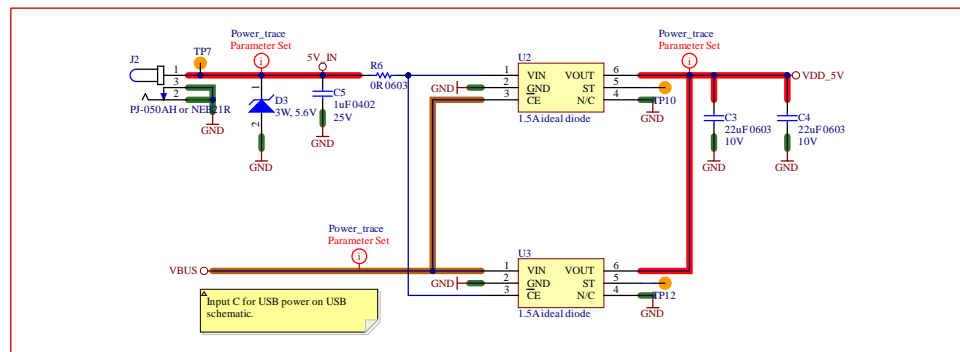 Power_trace
Parameter Set
i
J2
TP7
5V_IN
1
3
2
PJ-050AH or NEB21R
GND
1
2
D3
3W, 5.6V
GND
C5
1uF 0402
25V
GND
R6
0R 0603
U2
1 VIN VOUT 6
GND 2 GND ST 5
3 CE N/C 4
TP10
GND
1.5A ideal diode
Power_trace
Parameter Set
i
VDD_5V
C3
22uF 0603
10V
GND
C4
22uF 0603
10V
GND
Power_trace
Parameter Set
i
VBUS
Input C for USB power on USB
schematic.
U3
1 VIN VOUT 6
GND 2 GND ST 5
3 CE N/C 4
TP12
GND
1.5A ideal diode